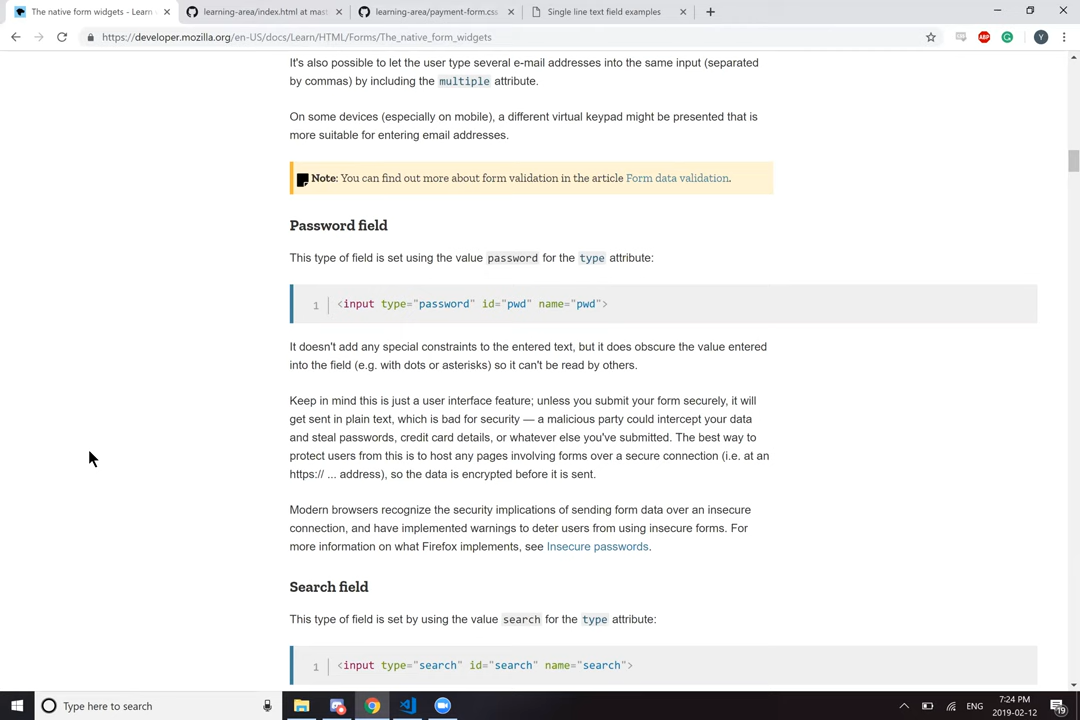 The native form widgets - Learn
learning-area/index.html at mast
learning-area/payment-form.css
Single line text field examples
https://developer.mozilla.org/en-US/docs/Learn/HTML/Forms/The_native_form_widgets
ABP
Y
It's also possible to let the user type several e-mail addresses into the same input (separated
by commas) by including the multiple attribute.
On some devices (especially on mobile), a different virtual keypad might be presented that is
more suitable for entering email addresses.
Note: You can find out more about form validation in the article Form data validation.
Password field
This type of field is set using the value password for the type attribute:
1 <input type="password" id="pwd" name="pwd">
It doesn't add any special constraints to the entered text, but it does obscure the value entered
into the field (e.g. with dots or asterisks) so it can't be read by others.
Keep in mind this is just a user interface feature; unless you submit your form securely, it will
get sent in plain text, which is bad for security — a malicious party could intercept your data
and steal passwords, credit card details, or whatever else you've submitted. The best way to
protect users from this is to host any pages involving forms over a secure connection (i.e. at an
https:// ... address), so the data is encrypted before it is sent.
Modern browsers recognize the security implications of sending form data over an insecure
connection, and have implemented warnings to deter users from using insecure forms. For
more information on what Firefox implements, see Insecure passwords.
Search field
This type of field is set by using the value search for the type attribute:
1 <input type="search" id="search" name="search">
Type here to search
ENG
7:24 PM
2019-02-12
19